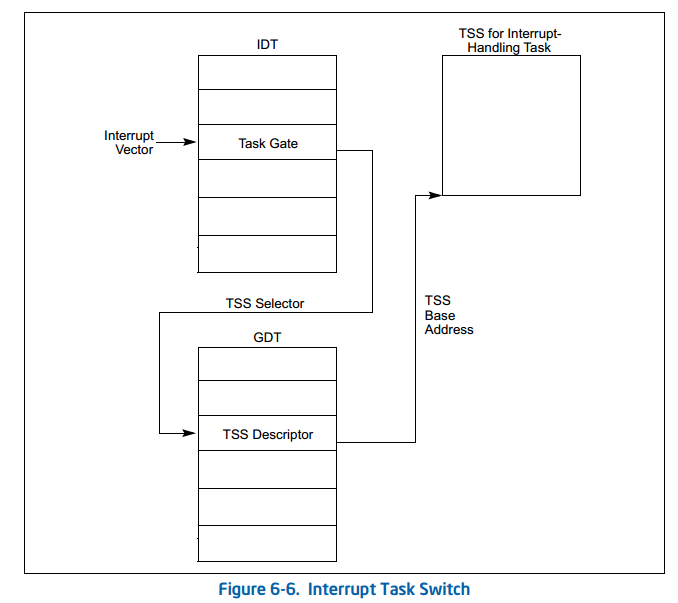 IDT
TSS for Interrupt-
Handling Task
Interrupt
Vector
Task Gate
TSS Selector
TSS
Base
Address
GDT
TSS Descriptor
Figure 6-6. Interrupt Task Switch